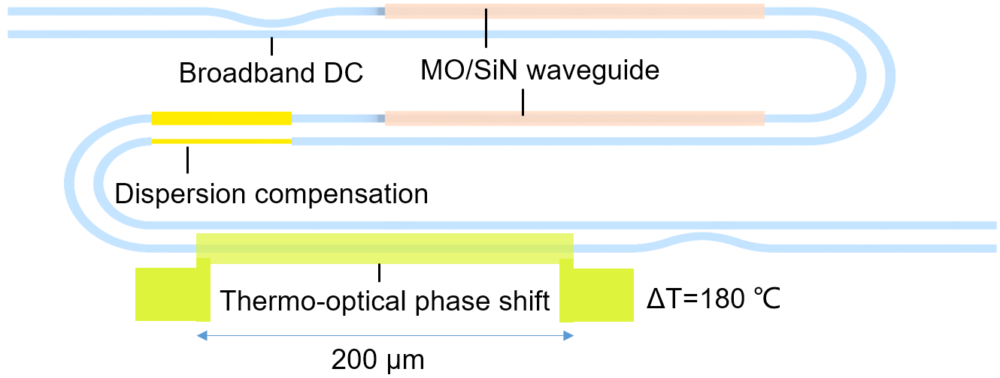 Broadband DC
MO/SiN waveguide
Dispersion compensation
Thermo-optical phase shift
ΔT=180 ℃
200 μm